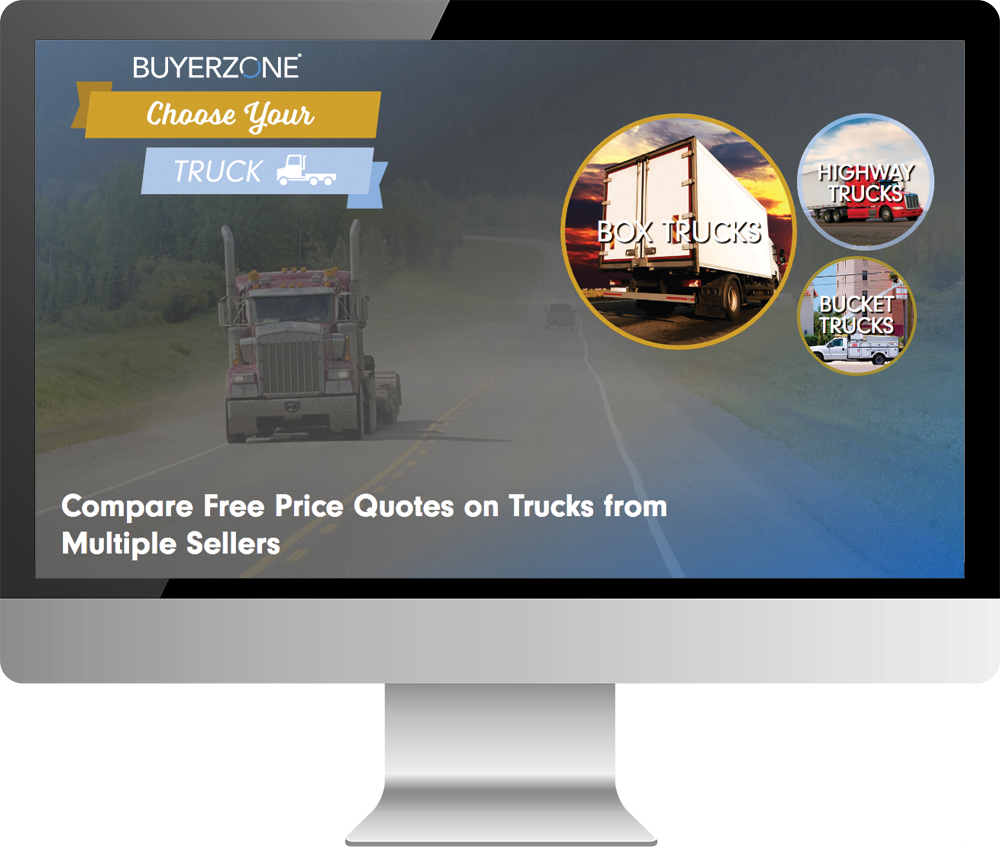 BUYERZONE
Choose Your
TRUCK
BOX TRUCKS
HIGHWAY
TRUCKS
BUCKET
TRUCKS
Compare Free Price Quotes on Trucks from
Multiple Sellers